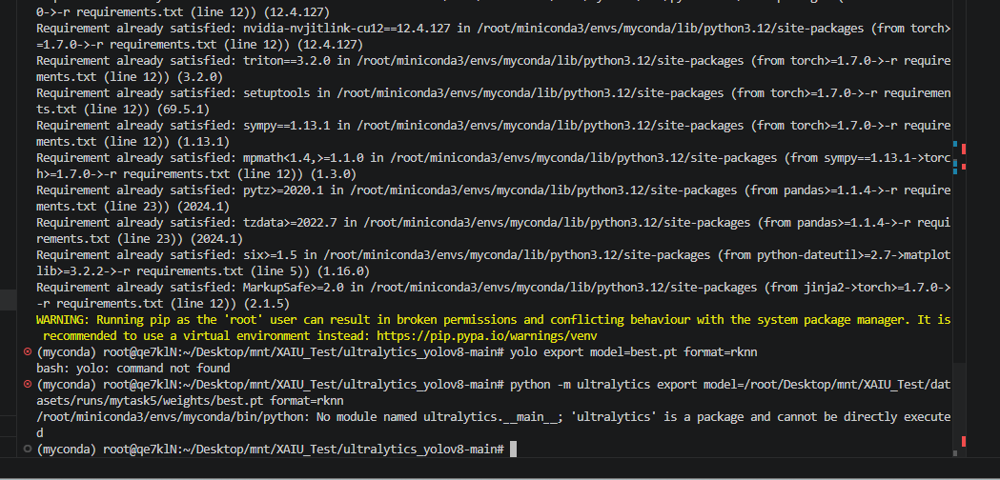 0->-r requirements.txt (line 12)) (12.4.127)
Requirement already satisfied: nvidia-nvjitlink-cu12==12.4.127 in /root/miniconda3/envs/myconda/lib/python3.12/site-packages (from torch>
=1.7.0->-r requirements.txt (line 12)) (12.4.127)
Requirement already satisfied: triton==3.2.0 in /root/miniconda3/envs/myconda/lib/python3.12/site-packages (from torch>=1.7.0->-r require
ments.txt (line 12)) (3.2.0)
Requirement already satisfied: setuptools in /root/miniconda3/envs/myconda/lib/python3.12/site-packages (from torch>=1.7.0->-r requiremen
ts.txt (line 12)) (69.5.1)
Requirement already satisfied: sympy==1.13.1 in /root/miniconda3/envs/myconda/lib/python3.12/site-packages (from torch>=1.7.0->-r require
ments.txt (line 12)) (1.13.1)
Requirement already satisfied: mpmath<1.4,>=1.1.0 in /root/miniconda3/envs/myconda/lib/python3.12/site-packages (from sympy==1.13.1->torc
h>=1.7.0->-r requirements.txt (line 12)) (1.3.0)
Requirement already satisfied: pytz>=2020.1 in /root/miniconda3/envs/myconda/lib/python3.12/site-packages (from pandas>=1.1.4->-r require
ments.txt (line 23)) (2024.1)
Requirement already satisfied: tzdata>=2022.7 in /root/miniconda3/envs/myconda/lib/python3.12/site-packages (from pandas>=1.1.4->-r requi
rements.txt (line 23)) (2024.1)
Requirement already satisfied: six>=1.5 in /root/miniconda3/envs/myconda/lib/python3.12/site-packages (from python-dateutil>=2.7->matplot
lib>=3.2.2->-r requirements.txt (line 5)) (1.16.0)
Requirement already satisfied: MarkupSafe>=2.0 in /root/miniconda3/envs/myconda/lib/python3.12/site-packages (from jinja2->torch>=1.7.0->
-r requirements.txt (line 12)) (2.1.5)
WARNING: Running pip as the 'root' user can result in broken permissions and conflicting behaviour with the system package manager. It is
recommended to use a virtual environment instead: https://pip.pypa.io/warnings/venv
(myconda) root@qe7klN:~/Desktop/mnt/XAIU_Test/ultralytics_yolov8-main# yolo export model=best.pt format=rknn
bash: yolo: command not found
(myconda) root@qe7klN:~/Desktop/mnt/XAIU_Test/ultralytics_yolov8-main# python -m ultralytics export model=/root/Desktop/mnt/XAIU_Test/dat
asets/runs/mytask5/weights/best.pt format=rknn
/root/miniconda3/envs/myconda/bin/python: No module named ultralytics.__main__; 'ultralytics' is a package and cannot be directly execute
d
(myconda) root@qe7klN:~/Desktop/mnt/XAIU_Test/ultralytics_yolov8-main#